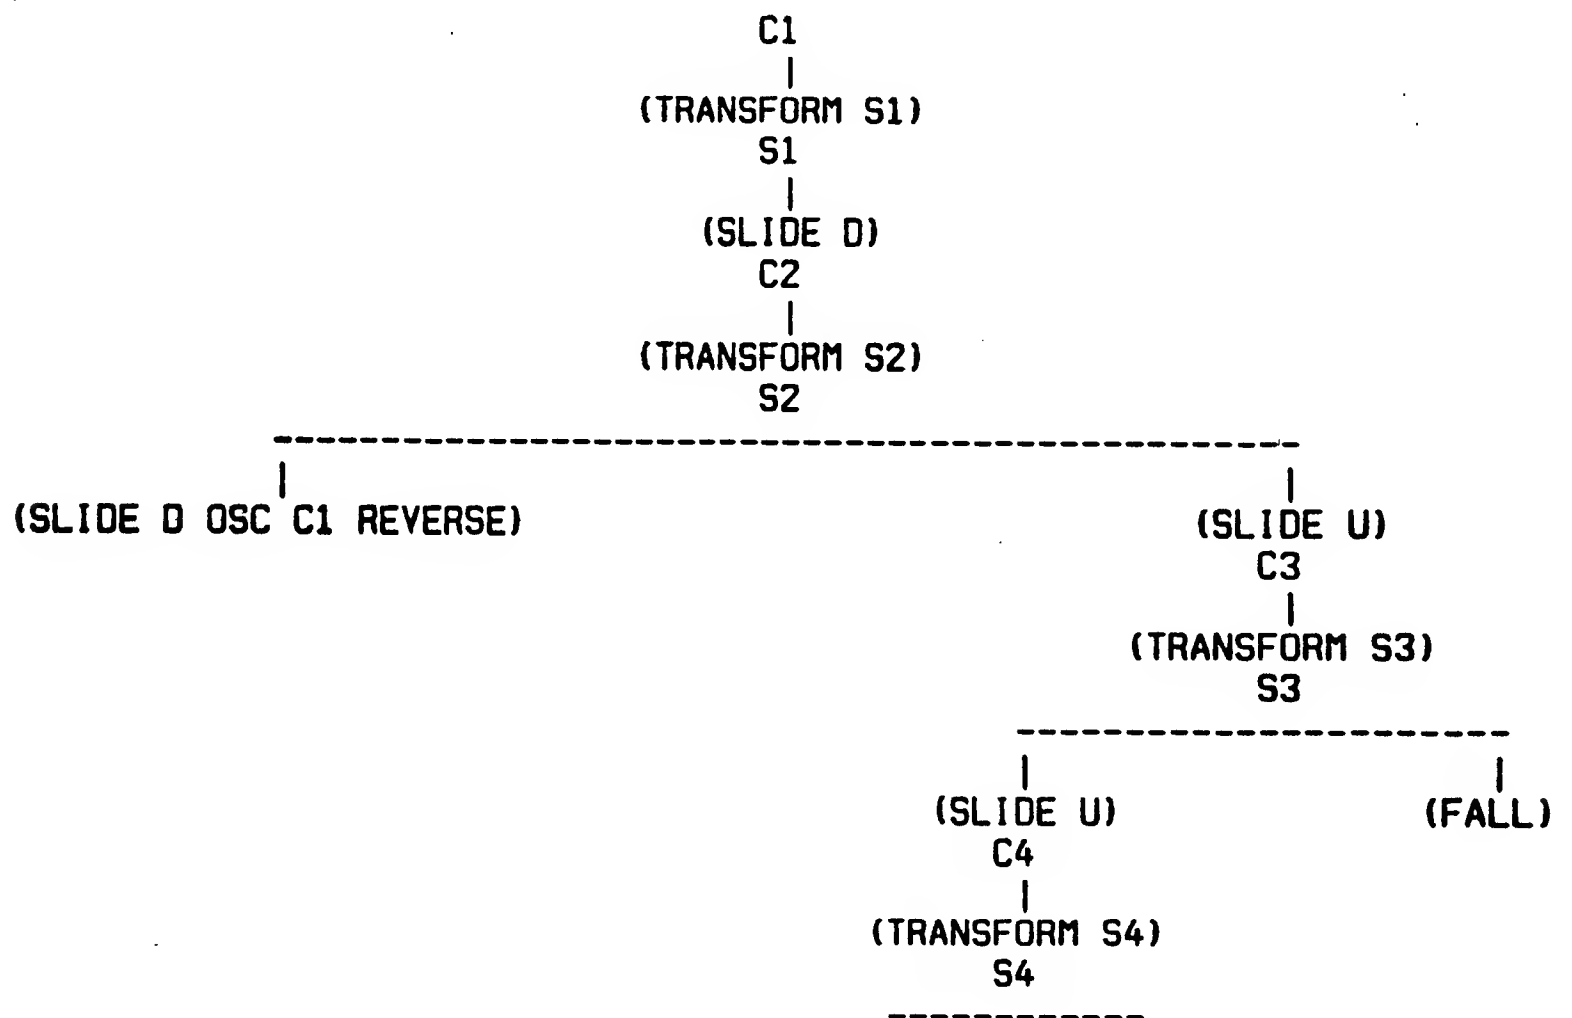 C1
(TRANSFORM S1)
S1
(SLIDE D)
C2
(TRANSFORM S2)
S2
(SLIDE D OSC C1 REVERSE)
(SLIDE U)
C3
(TRANSFORM S3)
S3
(SLIDE U)
(FALL)
C4
(TRANSFORM S4)
S4